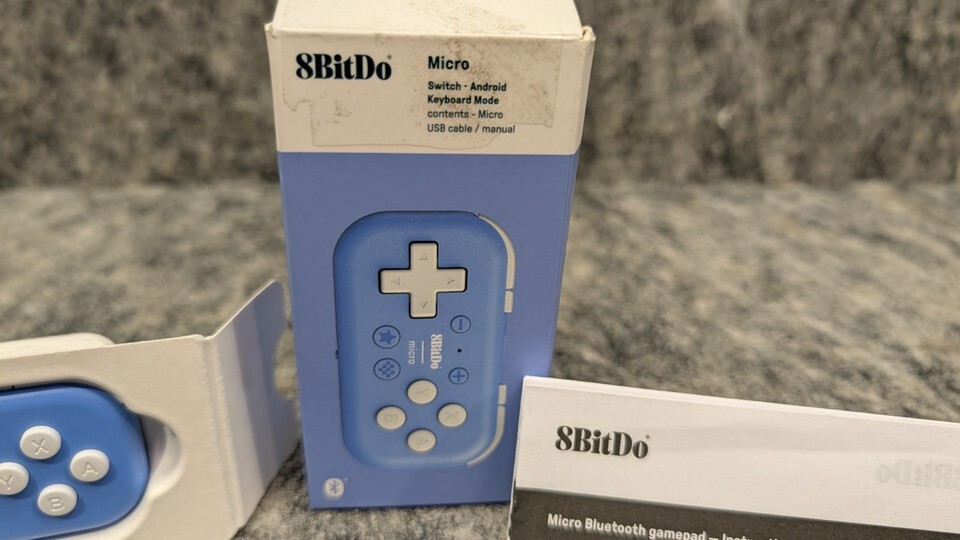 8BitDo
Micro
Switch · Android
Keyboard Mode
contents - Micro
USB cable / manual
8BitDo
micro
X
A
Y
B
8BitDo
Micro Bluetooth gamepad –